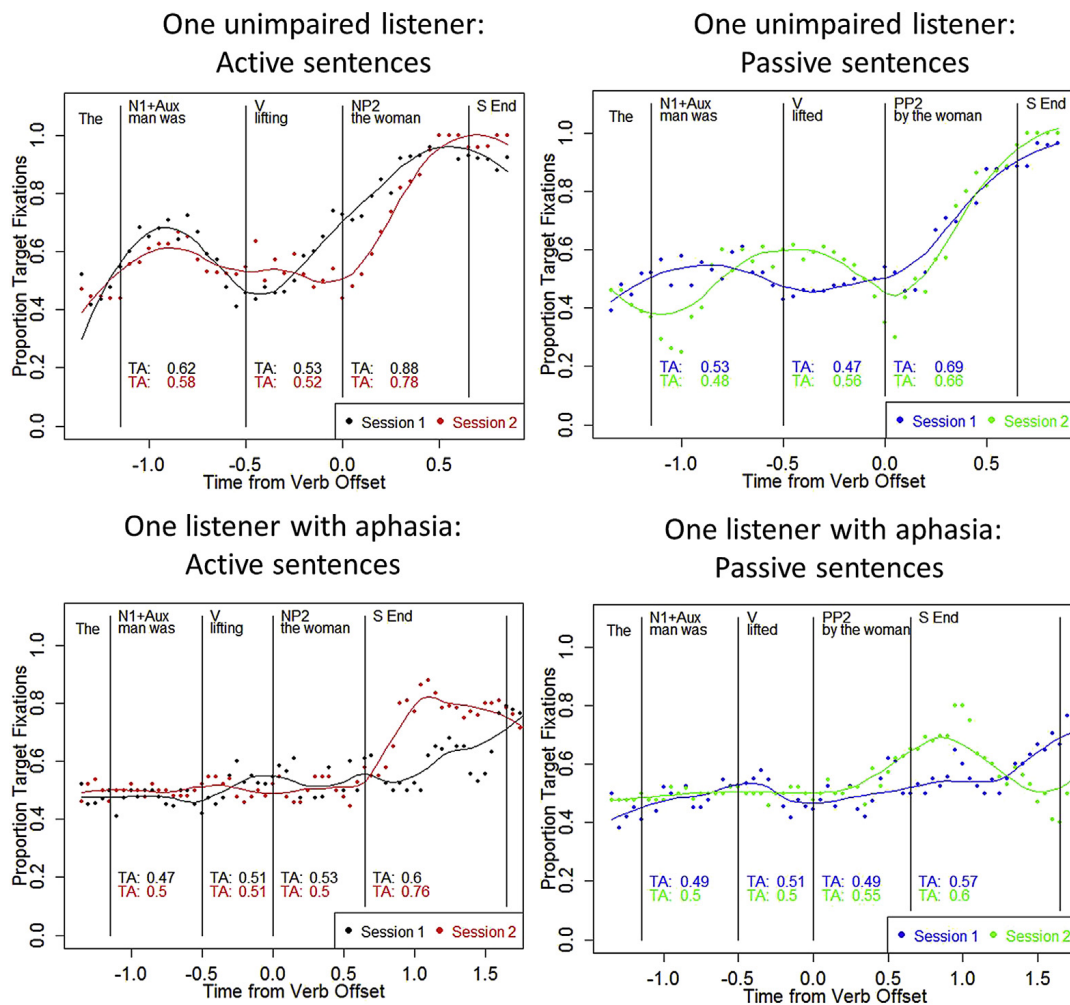 One unimpaired listener:
Active sentences
The
N1+Aux
man was
V
lifting
NP2
the woman
S End
Proportion Target Fixations
0.0 0.2 0.4 0.6 0.8 1.0
TA: 0.62
TA: 0.58
TA: 0.53
TA: 0.52
TA: 0.88
TA: 0.78
Session 1 Session 2
-1.0 -0.5 0.0 0.5
Time from Verb Offset
One unimpaired listener:
Passive sentences
The
N1+Aux
man was
V
lifted
PP2
by the woman
S End
Proportion Target Fixations
0.0 0.2 0.4 0.6 0.8 1.0
TA: 0.53
TA: 0.48
TA: 0.47
TA: 0.56
TA: 0.69
TA: 0.66
Session 1 Session 2
-1.0 -0.5 0.0 0.5
Time from Verb Offset
One listener with aphasia:
Active sentences
The
N1+Aux
man was
V
lifting
NP2
the woman
S End
Proportion Target Fixations
0.0 0.2 0.4 0.6 0.8 1.0
TA: 0.47
TA: 0.5
TA: 0.51
TA: 0.51
TA: 0.53
TA: 0.5
TA: 0.6
TA: 0.76
Session 1 Session 2
-1.0 -0.5 0.0 0.5 1.0 1.5
Time from Verb Offset
One listener with aphasia:
Passive sentences
The
N1+Aux
man was
V
lifted
PP2
by the woman
S End
Proportion Target Fixations
0.0 0.2 0.4 0.6 0.8 1.0
TA: 0.49
TA: 0.5
TA: 0.51
TA: 0.5
TA: 0.49
TA: 0.55
TA: 0.57
TA: 0.6
Session 1 Session 2
-1.0 -0.5 0.0 0.5 1.0 1.5
Time from Verb Offset